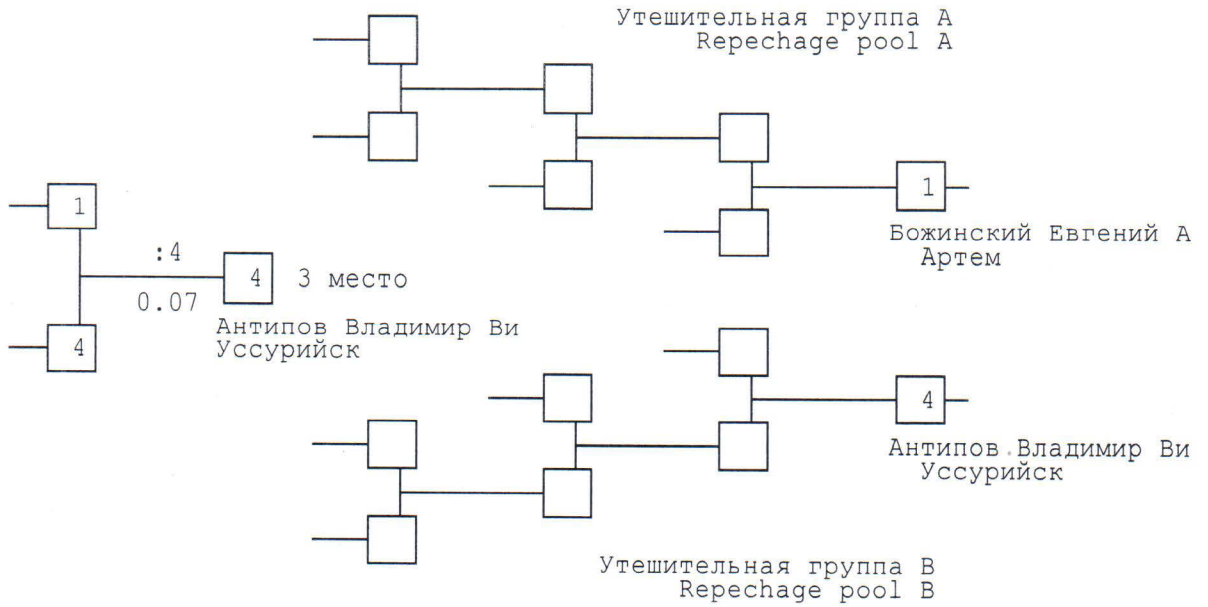 Утешительная группа А
Repechage pool A
1
1
Божинский Евгений А
Артем
:4
4 3 место
0.07
Антипов Владимир Ви
Уссурийск
4
4
Антипов Владимир Ви
Уссурийск
Утешительная группа В
Repechage pool B